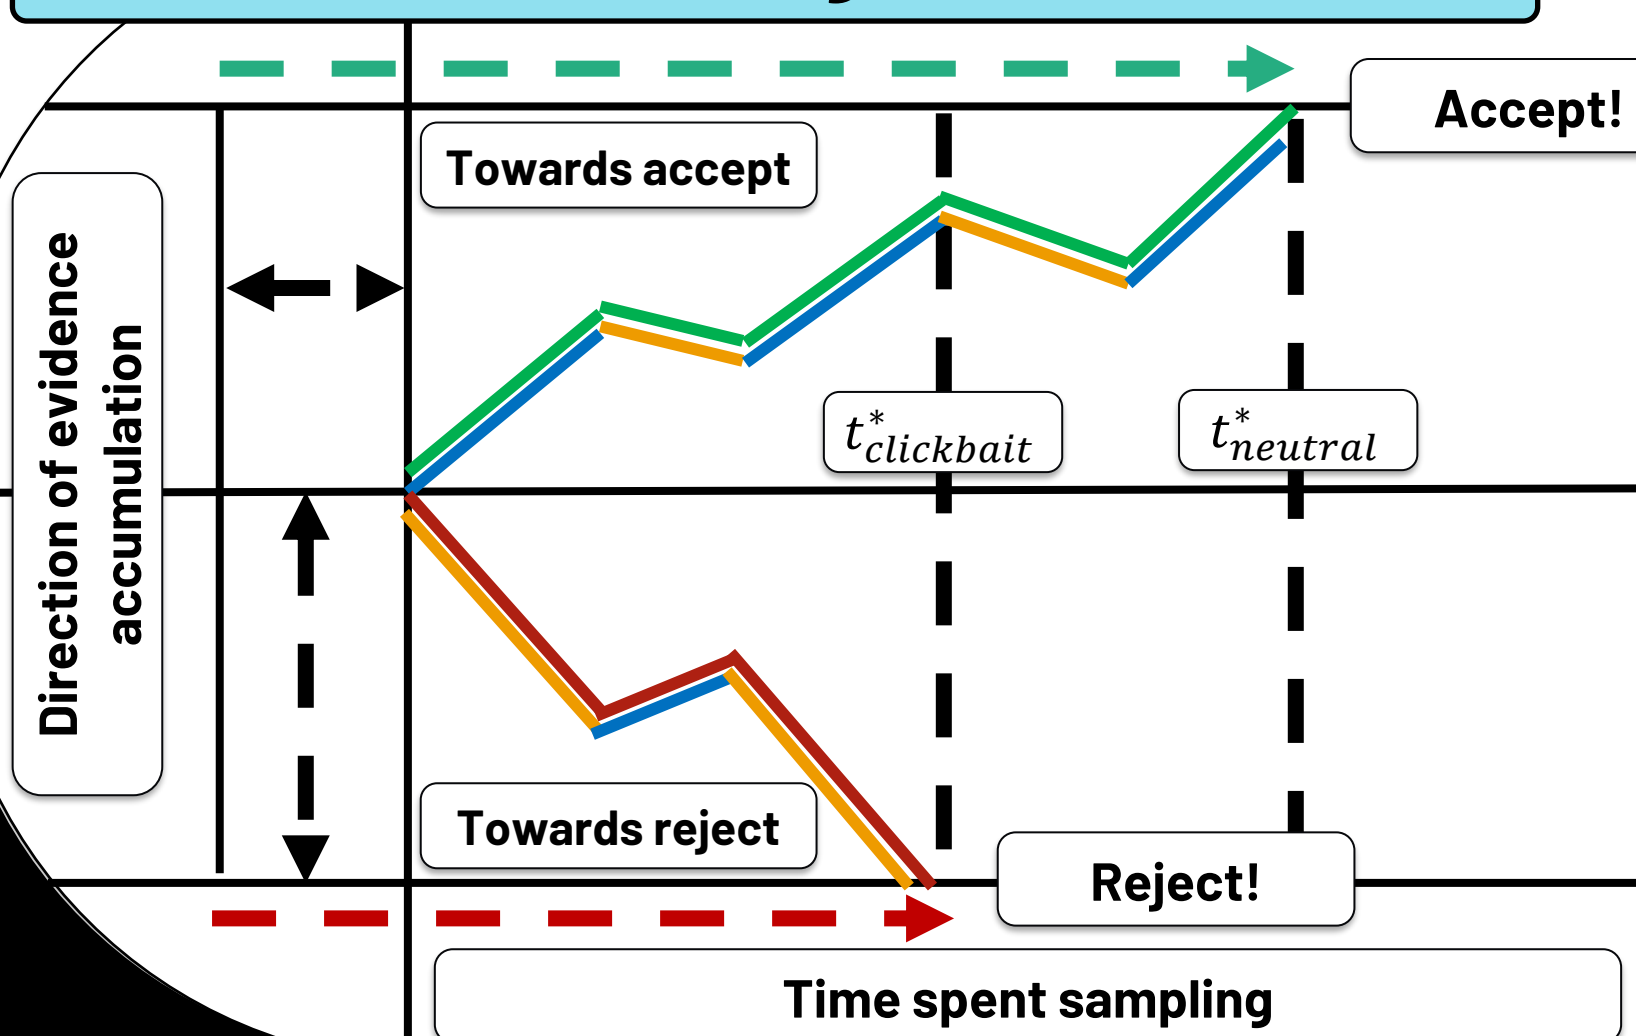 Accept!
Towards accept
Direction of evidence
accumulation
t*clickbait
t*neutral
Towards reject
Reject!
Time spent sampling